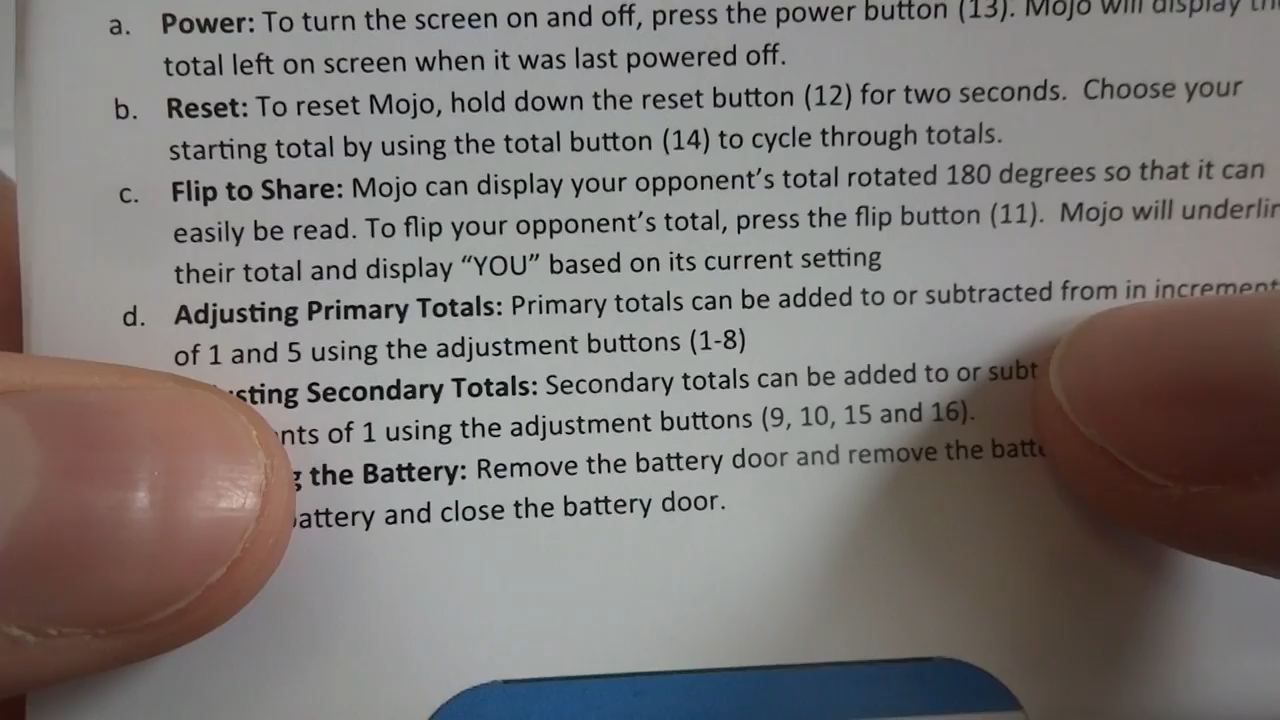 a. Power: To turn the screen on and off, press the power button (13). Mojo will display
total left on screen when it was last powered off.
b. Reset: To reset Mojo, hold down the reset button (12) for two seconds. Choose your
starting total by using the total button (14) to cycle through totals.
c. Flip to Share: Mojo can display your opponent's total rotated 180 degrees so that it can
easily be read. To flip your opponent's total, press the flip button (11). Mojo will
their total and display “YOU” based on its current setting
d. Adjusting Primary Totals: Primary totals can be added to or subtracted from in
of 1 and 5 using the adjustment buttons (1-8)
Secondary Totals: Secondary totals can be added to or
of 1 using the adjustment buttons (9, 10, 15 and 16).
the Battery: Remove the battery door and remove the
battery and close the battery door.